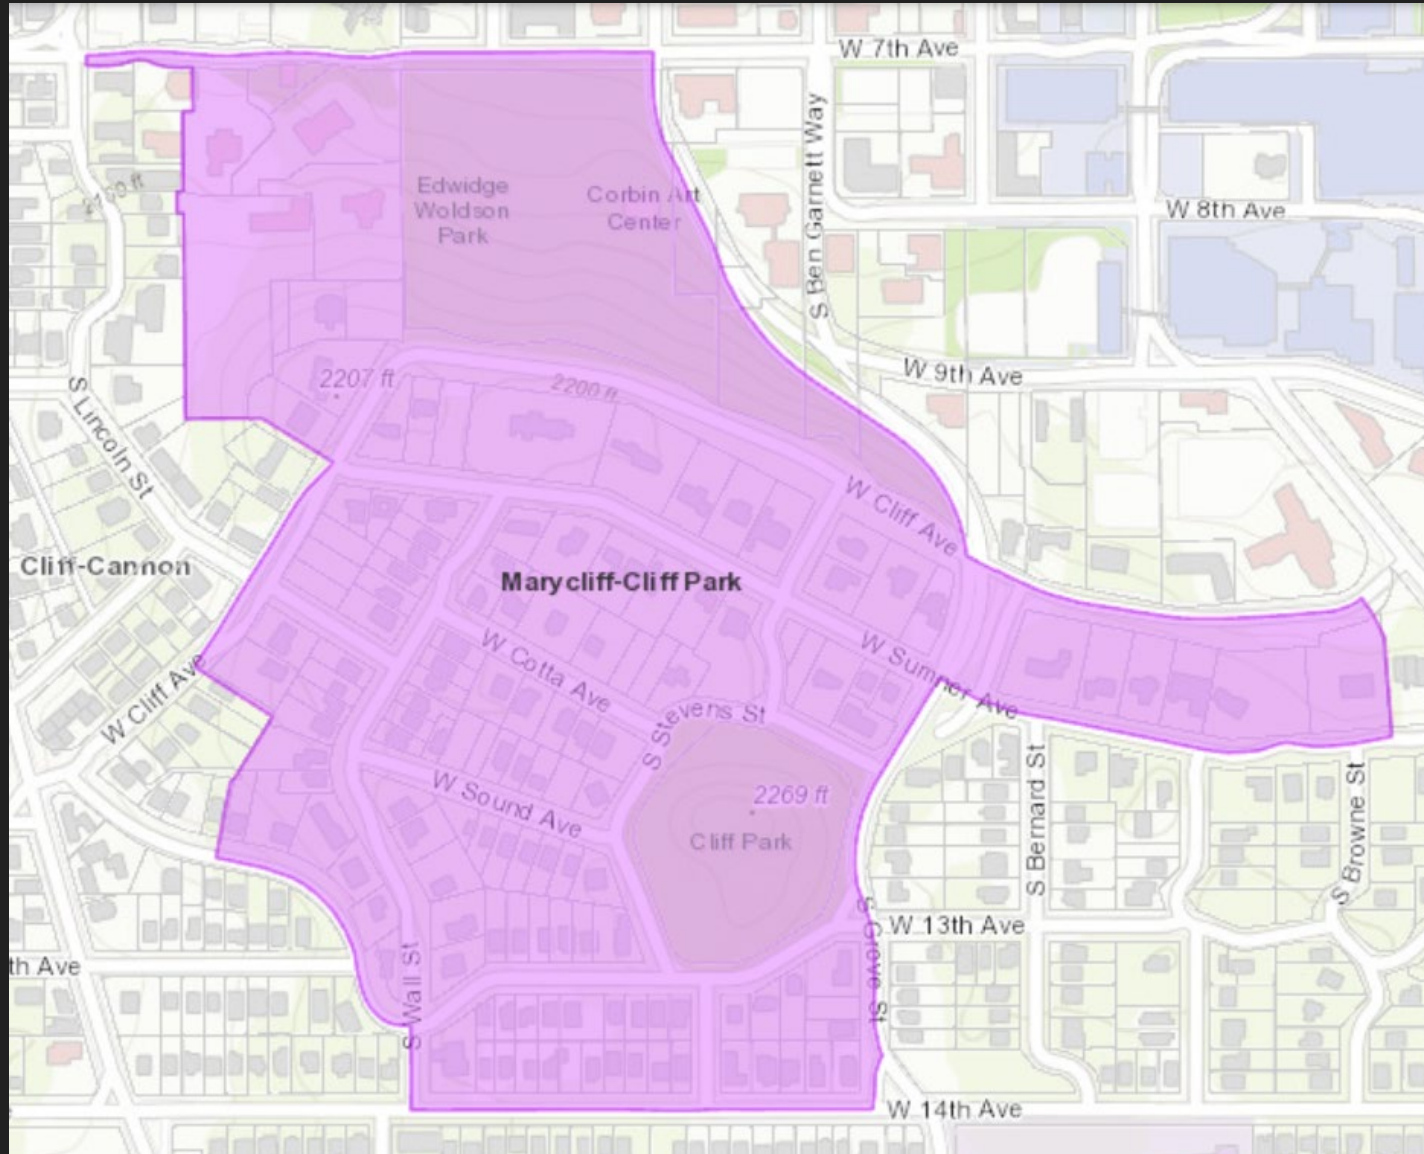 W 7th Ave
S Ben Garnett Way
Edwidge
Woldson
Park
Corbin Art
Center
W 8th Ave
W 9th Ave
2207 ft
2200 ft
S Lincoln St
W Cliff Ave
Cliff-Cannon
Marycliff-Cliff Park
W Cotta Ave
W Sumner Ave
W Cliff Ave
S Stevens St
W Sound Ave
2269 ft
Cliff Park
S Bernard St
S Browne St
S Grove St
W 13th Ave
th Ave
S Wall St
W 14th Ave